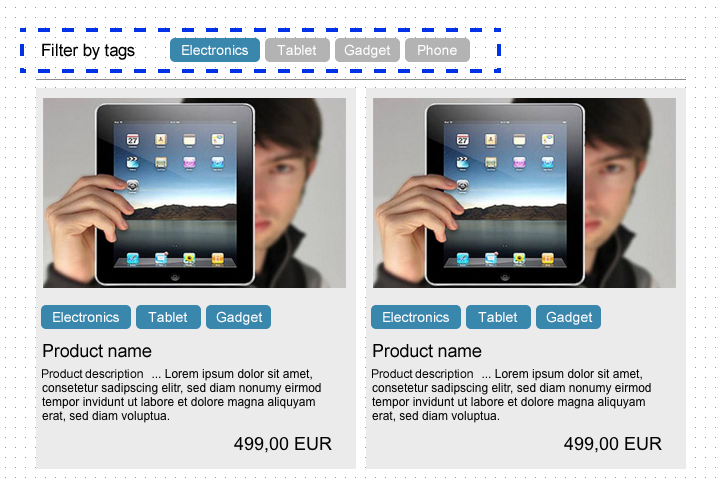 Filter by tags Electronics Tablet Gadget Phone
Electronics Tablet Gadget
Product name
Product description ... Lorem ipsum dolor sit amet,
consetetur sadipscing elitr, sed diam nonumy eirmod
tempor invidunt ut labore et dolore magna aliquyam
erat, sed diam voluptua.
499,00 EUR
Electronics Tablet Gadget
Product name
Product description ... Lorem ipsum dolor sit amet,
consetetur sadipscing elitr, sed diam nonumy eirmod
tempor invidunt ut labore et dolore magna aliquyam
erat, sed diam voluptua.
499,00 EUR